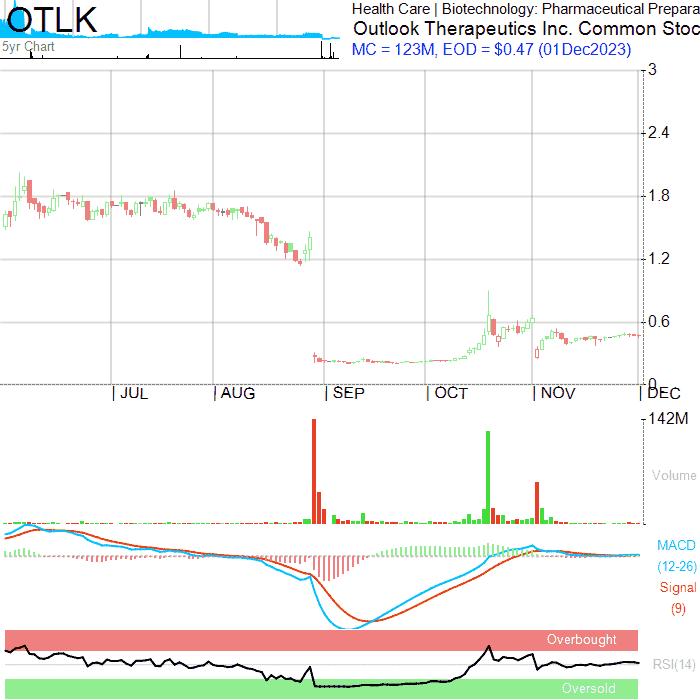 OTLK
5yr Chart
Health Care | Biotechnology: Pharmaceutical Prepara
Outlook Therapeutics Inc. Common Stoc
MC = 123M, EOD = $0.47 (01Dec2023)
3
2.4
1.8
1.2
0.6
0
JUL AUG SEP OCT NOV DEC
142M
Volume
MACD
(12-26)
Signal
(9)
Overbought
RSI(14)
Oversold